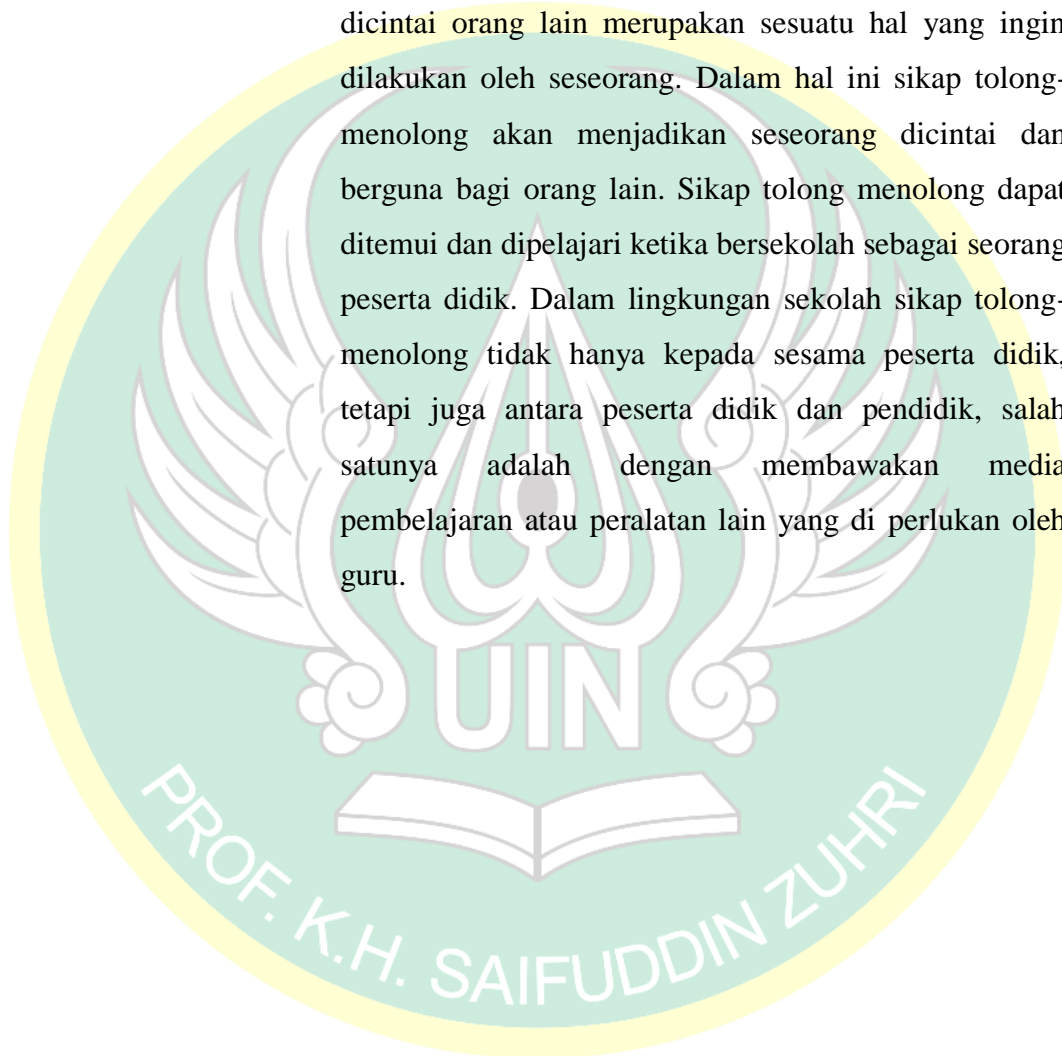 dicintai orang lain merupakan sesuatu hal yang ingin
dilakukan oleh seseorang. Dalam hal ini sikap tolong-
menolong akan menjadikan seseorang dicintai dan
berguna bagi orang lain. Sikap tolong menolong dapat
ditemui dan dipelajari ketika bersekolah sebagai seorang
peserta didik. Dalam lingkungan sekolah sikap tolong-
menolong tidak hanya kepada sesama peserta didik,
tetapi juga antara peserta didik dan pendidik, salah
satunya adalah dengan membawakan media
pembelajaran atau peralatan lain yang di perlukan oleh
guru.
UIN
PROF. K.H. SAIFUDDIN ZUHRI